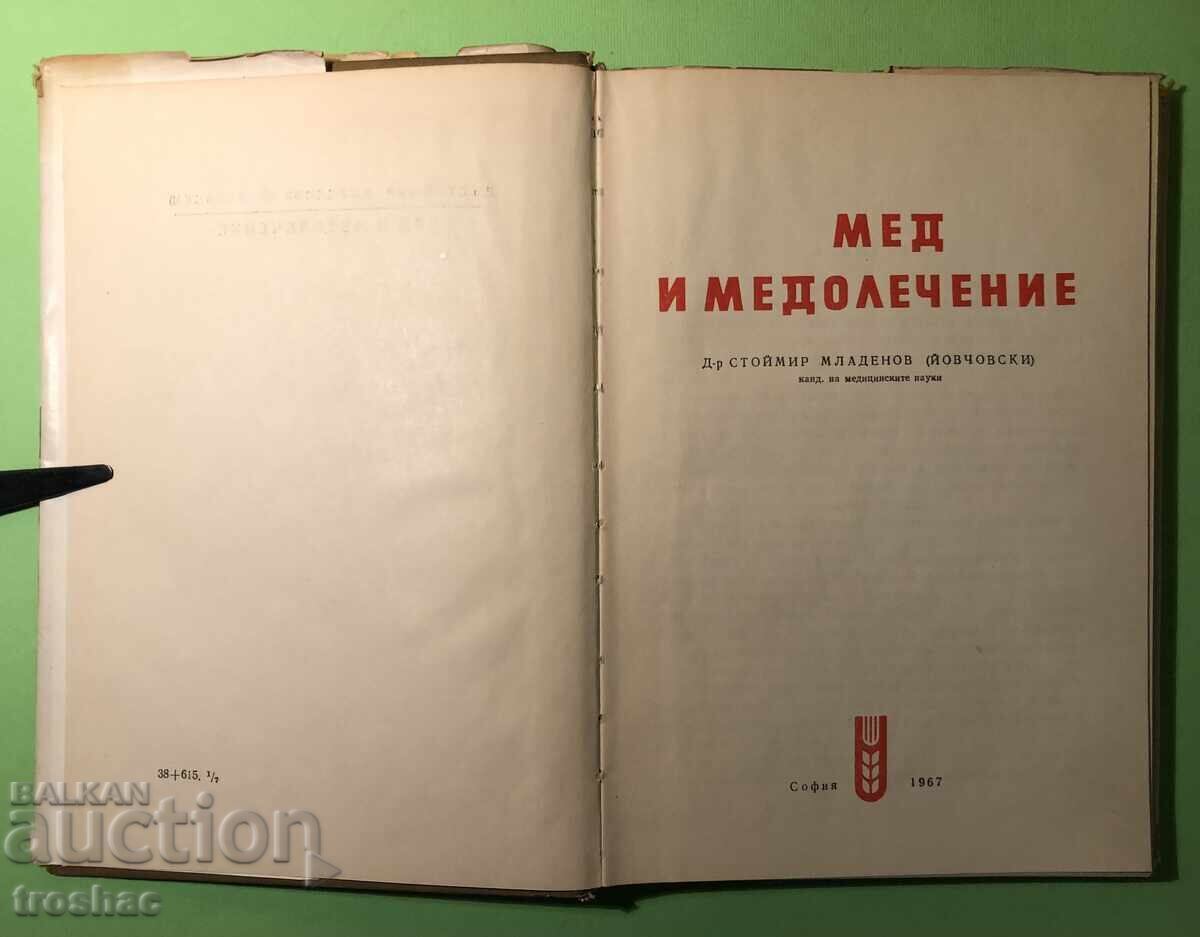 38+615. 1/7
МЕД
И МЕДОЛЕЧЕНИЕ
Д-р СТОЙМИР МЛАДЕНОВ (ЙОВЧОВСКИ)
канд. на медицинските науки
София 1967
BALKAN
auction
troshac